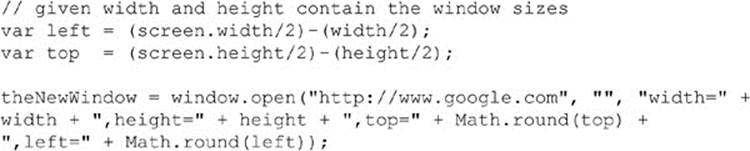 // given width and height contain the window sizes
var left = (screen.width/2)-(width/2);
var top  = (screen.height/2)-(height/2);
theNewWindow = window.open("http://www.google.com", "", "width=" +
width + ",height=" + height + ",top=" + Math.round(top) +
",left=" + Math.round(left));